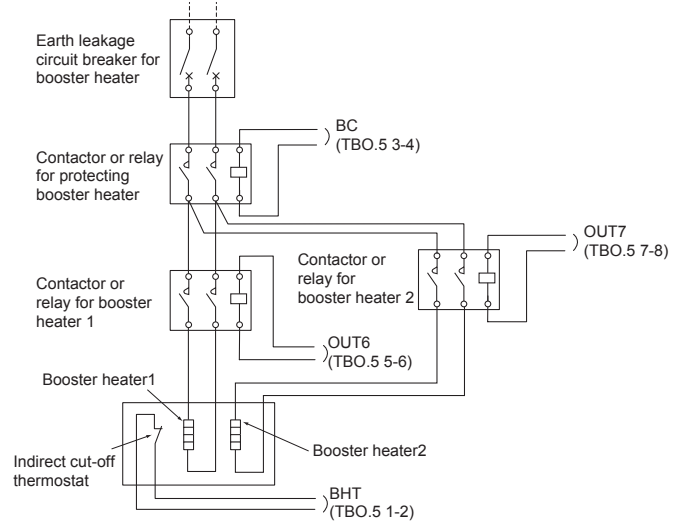 Earth leakage
circuit breaker for
booster heater
BC
(TBO.5 3-4)
Contactor or relay
for protecting
booster heater
OUT7
(TBO.5 7-8)
Contactor or
relay for
booster heater 2
Contactor or
relay for booster
heater 1
OUT6
(TBO.5 5-6)
Booster heater1
Booster heater2
Indirect cut-off
thermostat
BHT
(TBO.5 1-2)